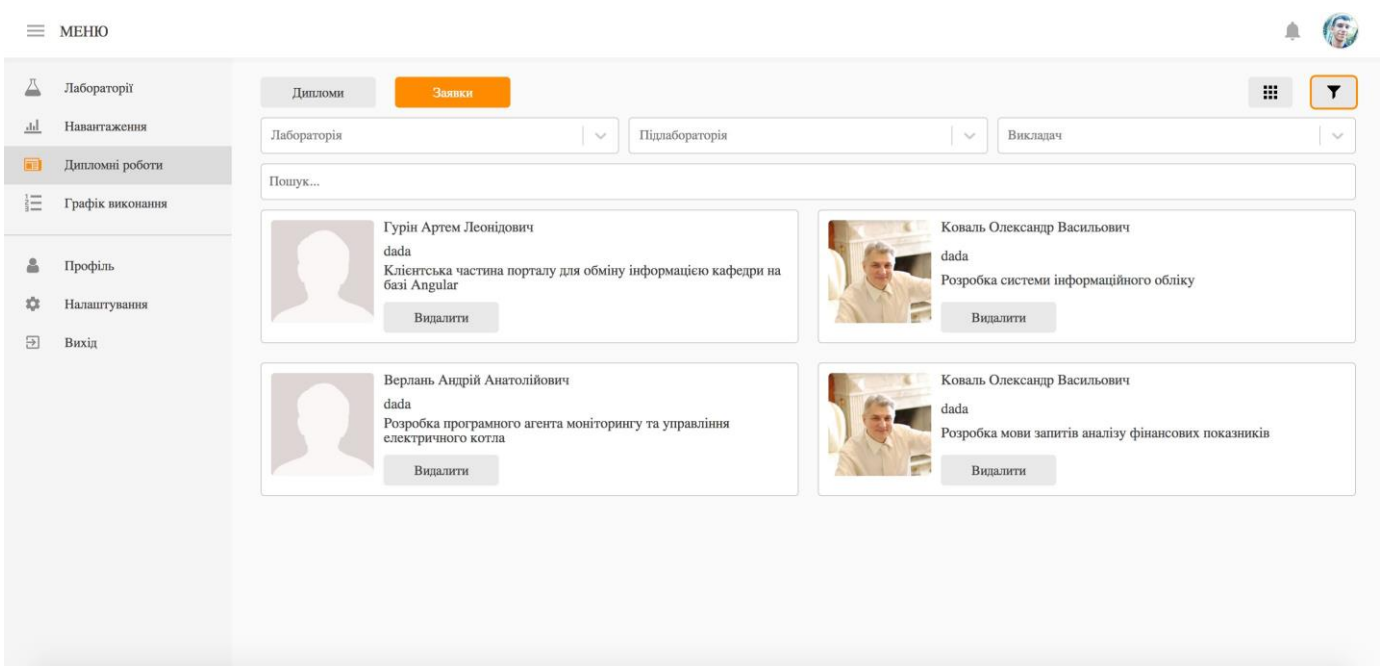 МЕНЮ
Лабораторії
Навантаження
Дипломні роботи
Графік виконання
Профіль
Налаштування
Вихід
Дипломи
Заявки
Лабораторія
Підлабораторія
Викладач
Пошук...
Гурін Артем Леонідович
dada
Клієнтська частина порталу для обміну інформацією кафедри на
базі Angular
Видалити
Коваль Олександр Васильович
dada
Розробка системи інформаційного обліку
Видалити
Верлань Андрій Анатолійович
dada
Розробка програмного агента моніторингу та управління
електричного котла
Видалити
Коваль Олександр Васильович
dada
Розробка мови запитів аналізу фінансових показників
Видалити